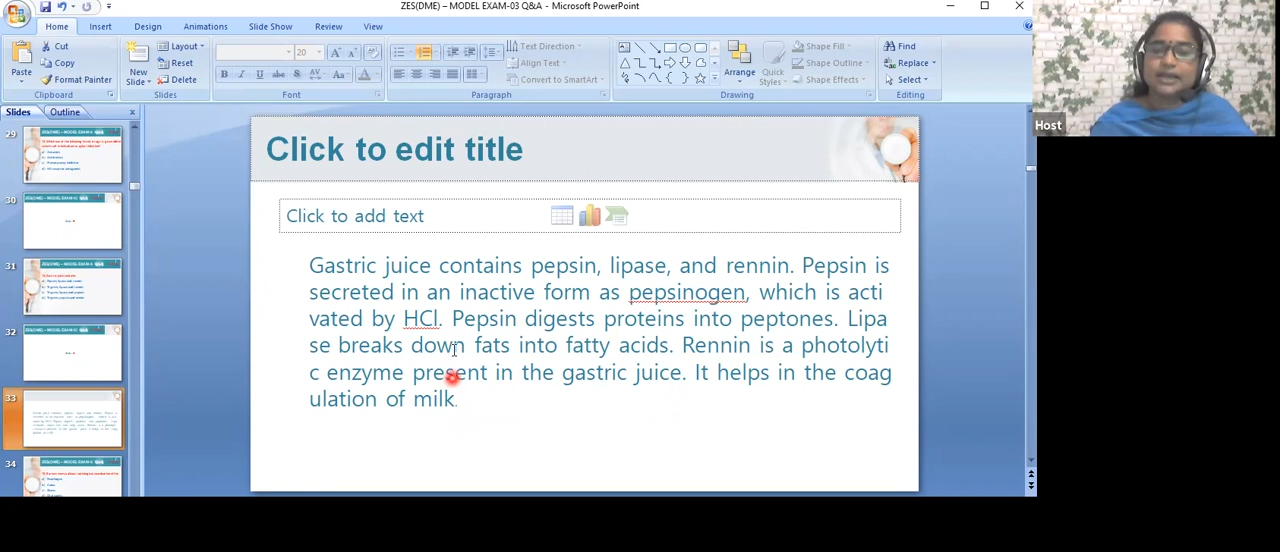 ZES(DME) – MODEL EXAM-03 Q&A - Microsoft PowerPoint
Home Insert Design Animations Slide Show Review View
Paste
Cut
Copy
Format Painter
Clipboard
New Slide
Layout
Reset
Delete
Slides
20
Font
Text Direction
Align Text
Convert to SmartArt
Paragraph
Arrange
Quick Styles
Shape Fill
Shape Outline
Shape Effects
Drawing
Find
Replace
Select
Editing
Host
Slides Outline
29
30
31
32
33
34
Click to edit title
Click to add text
Gastric juice contains pepsin, lipase, and rennin. Pepsin is
secreted in an inactive form as pepsinogen, which is acti
vated by HCl. Pepsin digests proteins into peptones. Lipa
se breaks down fats into fatty acids. Rennin is a photolyti
c enzyme present in the gastric juice. It helps in the coag
ulation of milk.